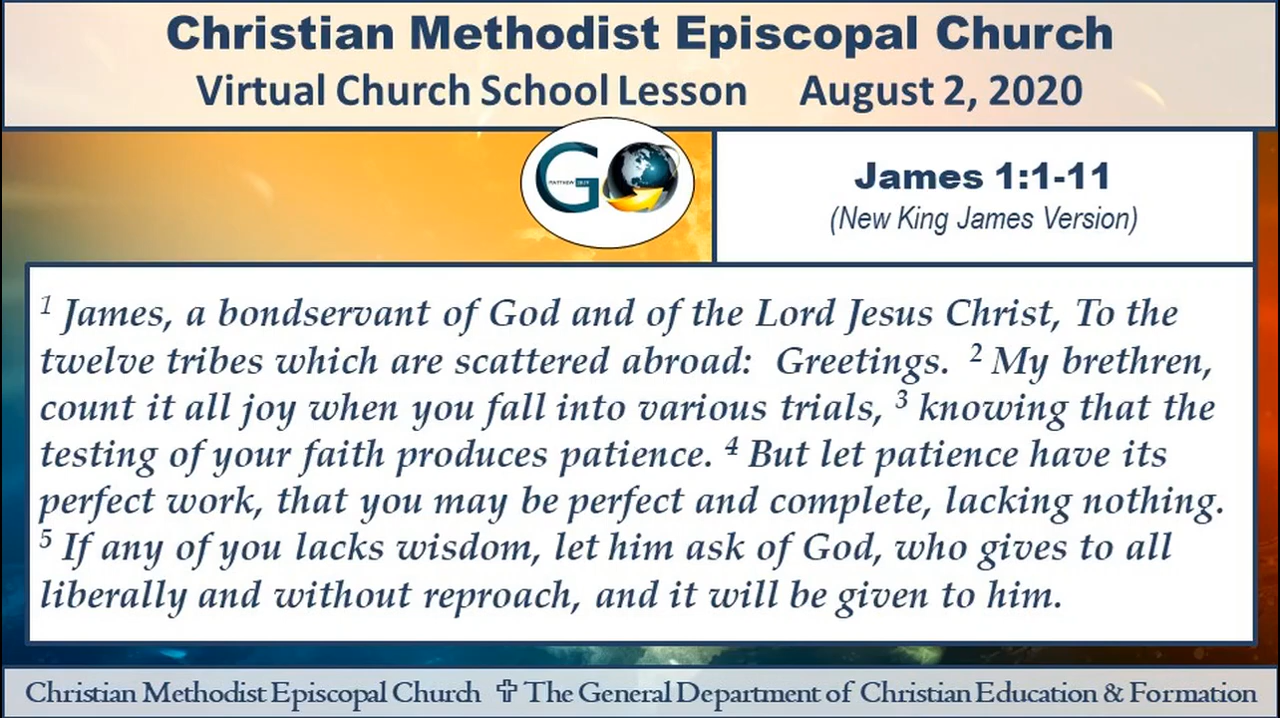 Christian Methodist Episcopal Church
Virtual Church School Lesson August 2, 2020
GO
James 1:1-11
(New King James Version)
1 James, a bondservant of God and of the Lord Jesus Christ, To the
twelve tribes which are scattered abroad: Greetings. 2 My brethren,
count it all joy when you fall into various trials, 3 knowing that the
testing of your faith produces patience. 4 But let patience have its
perfect work, that you may be perfect and complete, lacking nothing.
5 If any of you lacks wisdom, let him ask of God, who gives to all
liberally and without reproach, and it will be given to him.
Christian Methodist Episcopal Church ✞ The General Department of Christian Education & Formation